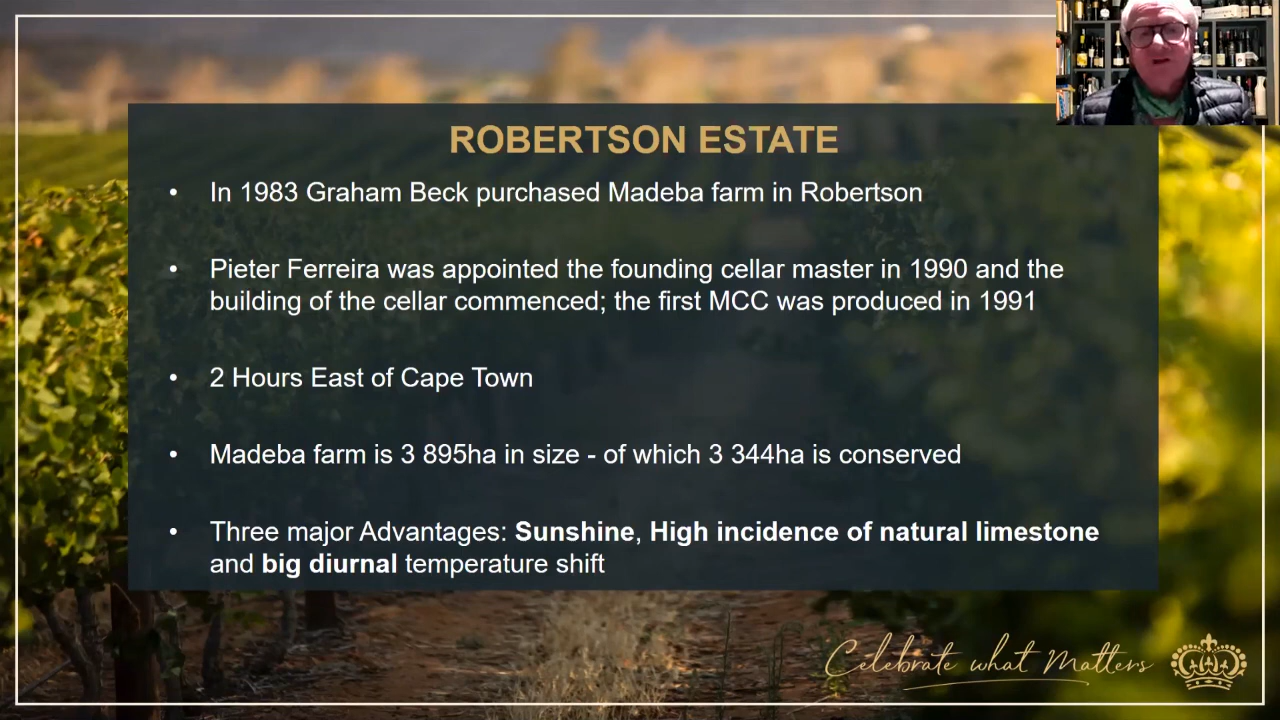 ROBERTSON ESTATE
• In 1983 Graham Beck purchased Madeba farm in Robertson
• Pieter Ferreira was appointed the founding cellar master in 1990 and the
building of the cellar commenced; the first MCC was produced in 1991
• 2 Hours East of Cape Town
• Madeba farm is 3 895ha in size - of which 3 344ha is conserved
• Three major Advantages: Sunshine, High incidence of natural limestone
and big diurnal temperature shift
Celebrate what Matters